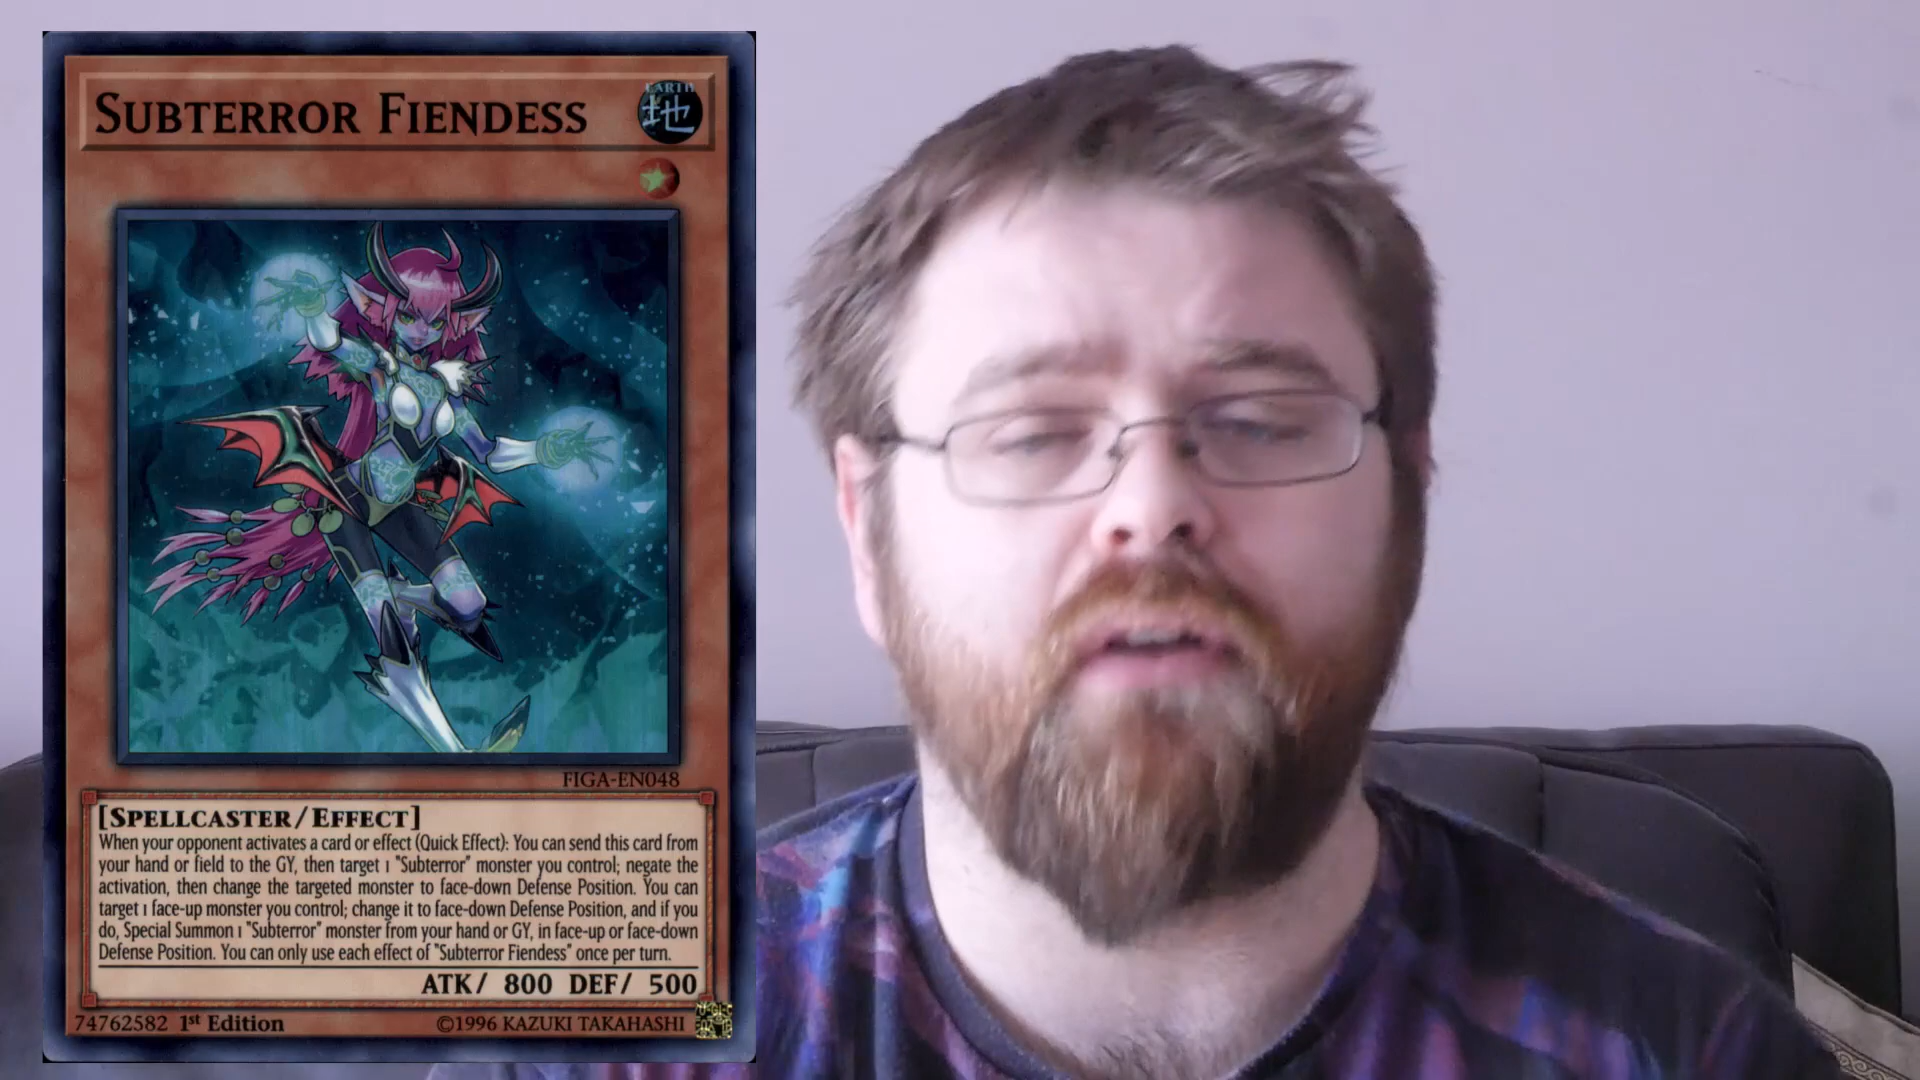 SUBTERROR FIENDESS
EARTH
地
FIGA-EN048
[SPELLCASTER/EFFECT]
When your opponent activates a card or effect (Quick Effect): You can send this card from
your hand or field to the GY, then target 1 "Subterror" monster you control; negate the
activation, then change the targeted monster to face-down Defense Position. You can
target 1 face-up monster you control; change it to face-down Defense Position, and if you
do, Special Summon 1 "Subterror" monster from your hand or GY, in face-up or face-down
Defense Position. You can only use each effect of "Subterror Fiendess" once per turn.
ATK/ 800 DEF/ 500
74762582 1st Edition ©1996 KAZUKI TAKAHASHI